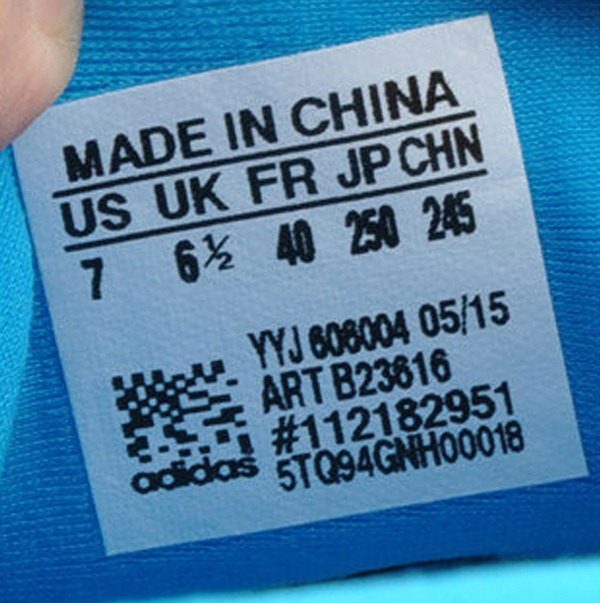 MADE IN CHINA
US UK FR JP CHN
7 6½ 40 250 245
YYJ 606004 05/15
ART B23616
#112182951
adidas 5TQ94GNH00018